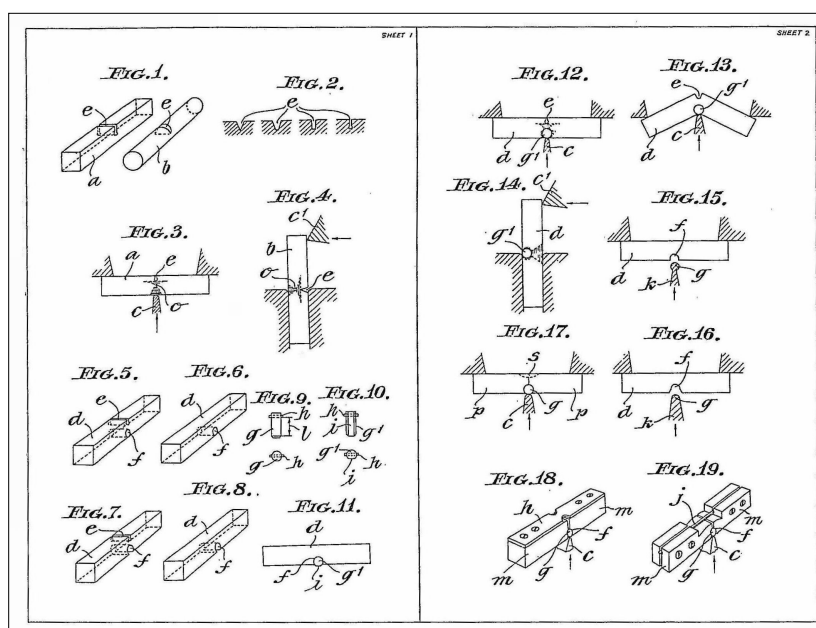 SHEET 1
FIG.1.
e
e
a
b
FIG.2.
e
FIG.3.
a
e
o
c
FIG.4.
c'
b
o
e
FIG.5.
d
e
f
FIG.6.
d
f
FIG.9.
h
g
l
g
h
FIG.10.
h
i
g'
g'
h
i
FIG.7.
e
d
f
FIG.8.
d
f
FIG.11.
d
f
i
g'
SHEET 2
FIG.12.
e
d
g'
c
FIG.13.
e
g'
c
d
FIG.14.
c'
d
g'
FIG.15.
f
d
g
k
FIG.17.
s
p
g
p
c
FIG.16.
f
d
g
k
FIG.18.
h
m
f
m
g
c
FIG.19.
j
m
f
m
g
c